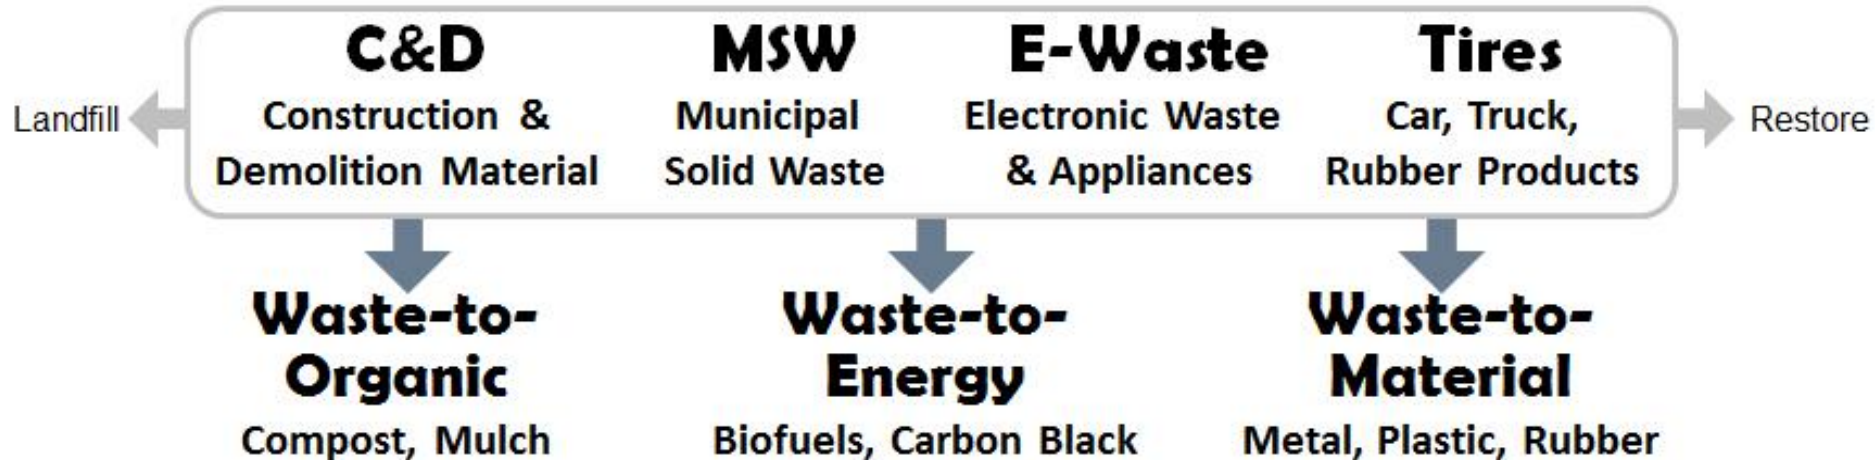 C&D MSW E-Waste Tires
Landfill Construction & Municipal Electronic Waste Car, Truck, Restore
Demolition Material Solid Waste & Appliances Rubber Products
Waste-to- Waste-to- Waste-to-
Organic Energy Material
Compost, Mulch Biofuels, Carbon Black Metal, Plastic, Rubber